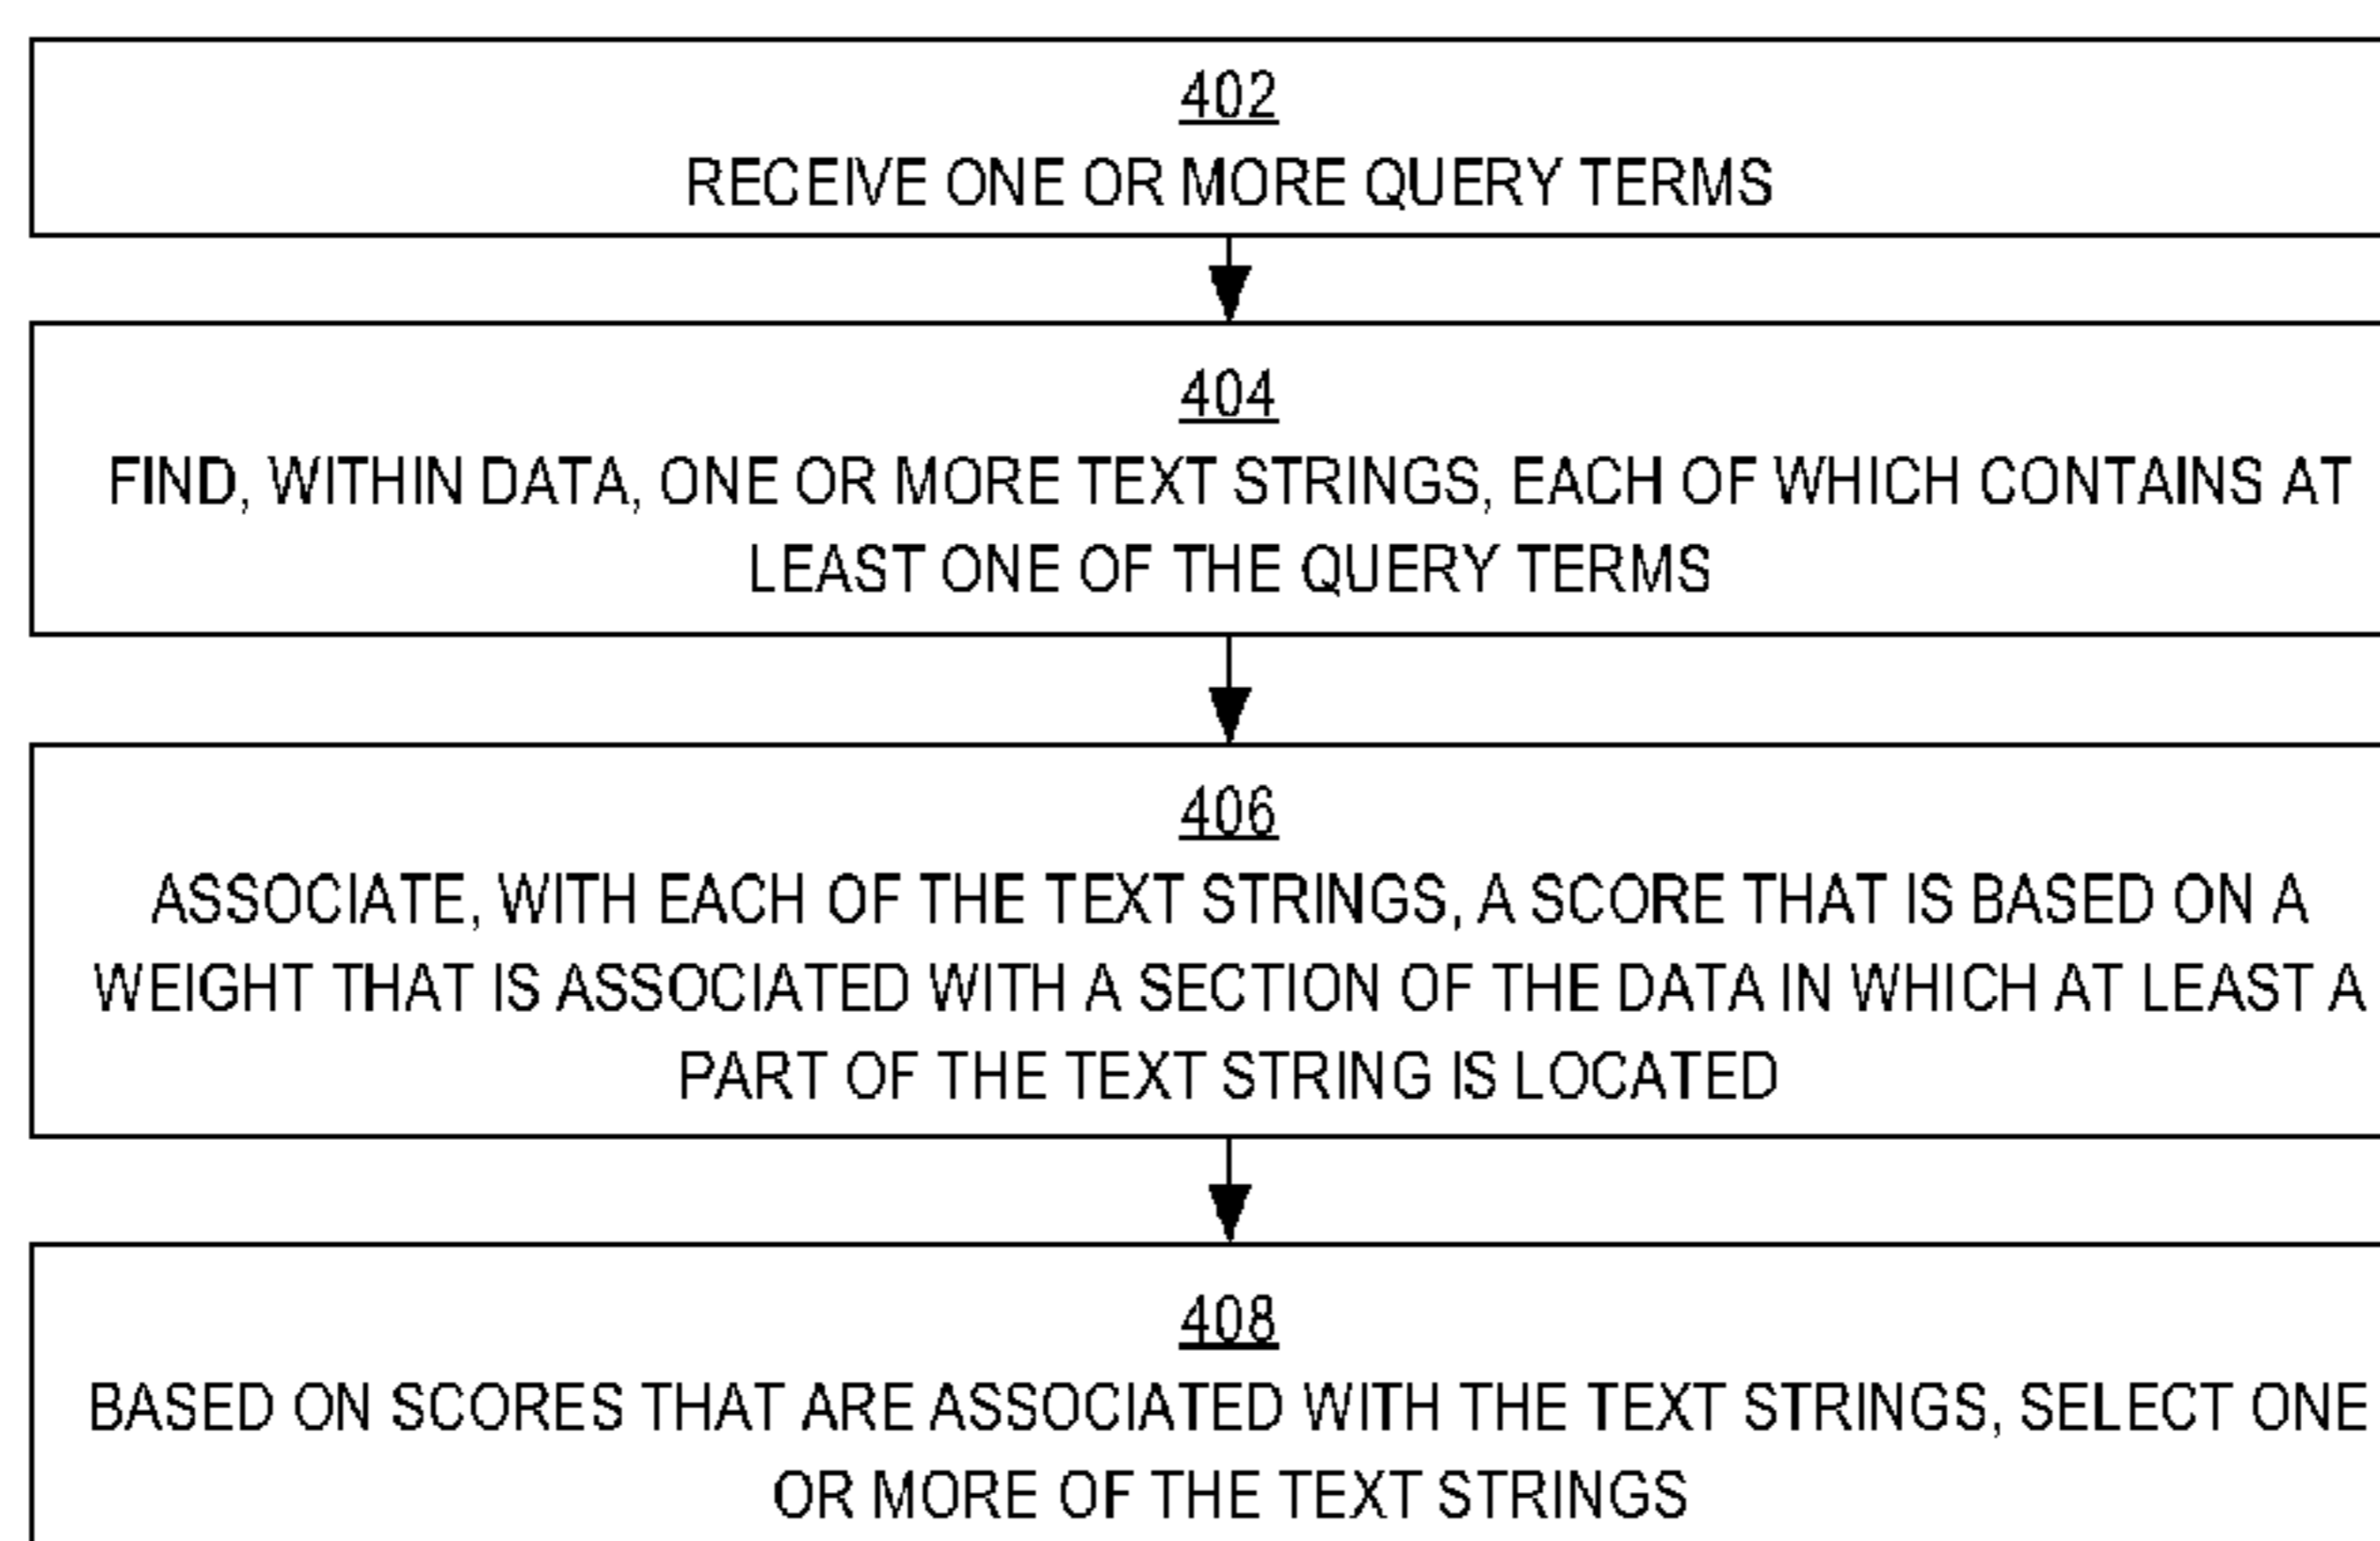 402
RECEIVE ONE OR MORE QUERY TERMS
404
FIND, WITHIN DATA, ONE OR MORE TEXT STRINGS, EACH OF WHICH CONTAINS AT
LEAST ONE OF THE QUERY TERMS
406
ASSOCIATE, WITH EACH OF THE TEXT STRINGS, A SCORE THAT IS BASED ON A
WEIGHT THAT IS ASSOCIATED WITH A SECTION OF THE DATA IN WHICH AT LEAST A
PART OF THE TEXT STRING IS LOCATED
408
BASED ON SCORES THAT ARE ASSOCIATED WITH THE TEXT STRINGS, SELECT ONE
OR MORE OF THE TEXT STRINGS